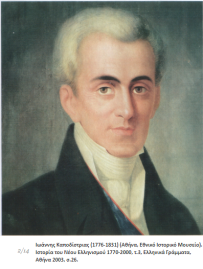 Ιωάννης Καποδίστριας (1776-1831) (Αθήνα, Εθνικό Ιστορικό Μουσείο).
Ιστορία του Νέου Ελληνισμού 1770-2000, τ.3, Ελληνικά Γράμματα,
Αθήνα 2003, σ.26.